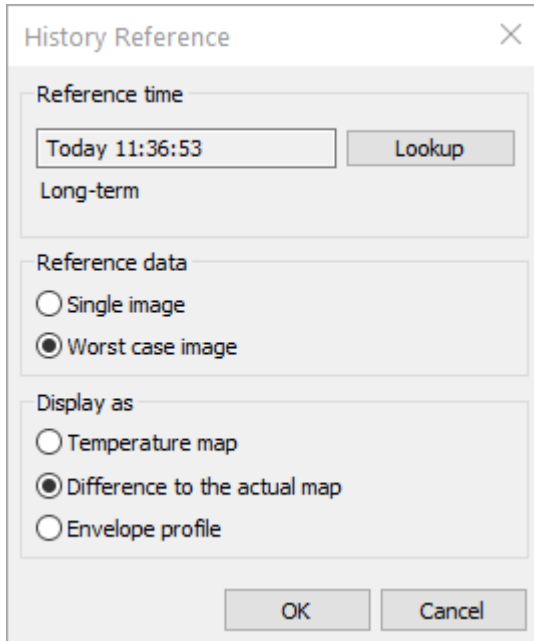 History Reference
Reference time
Today 11:36:53
Lookup
Long-term
Reference data
Single image
Worst case image
Display as
Temperature map
Difference to the actual map
Envelope profile
OK
Cancel